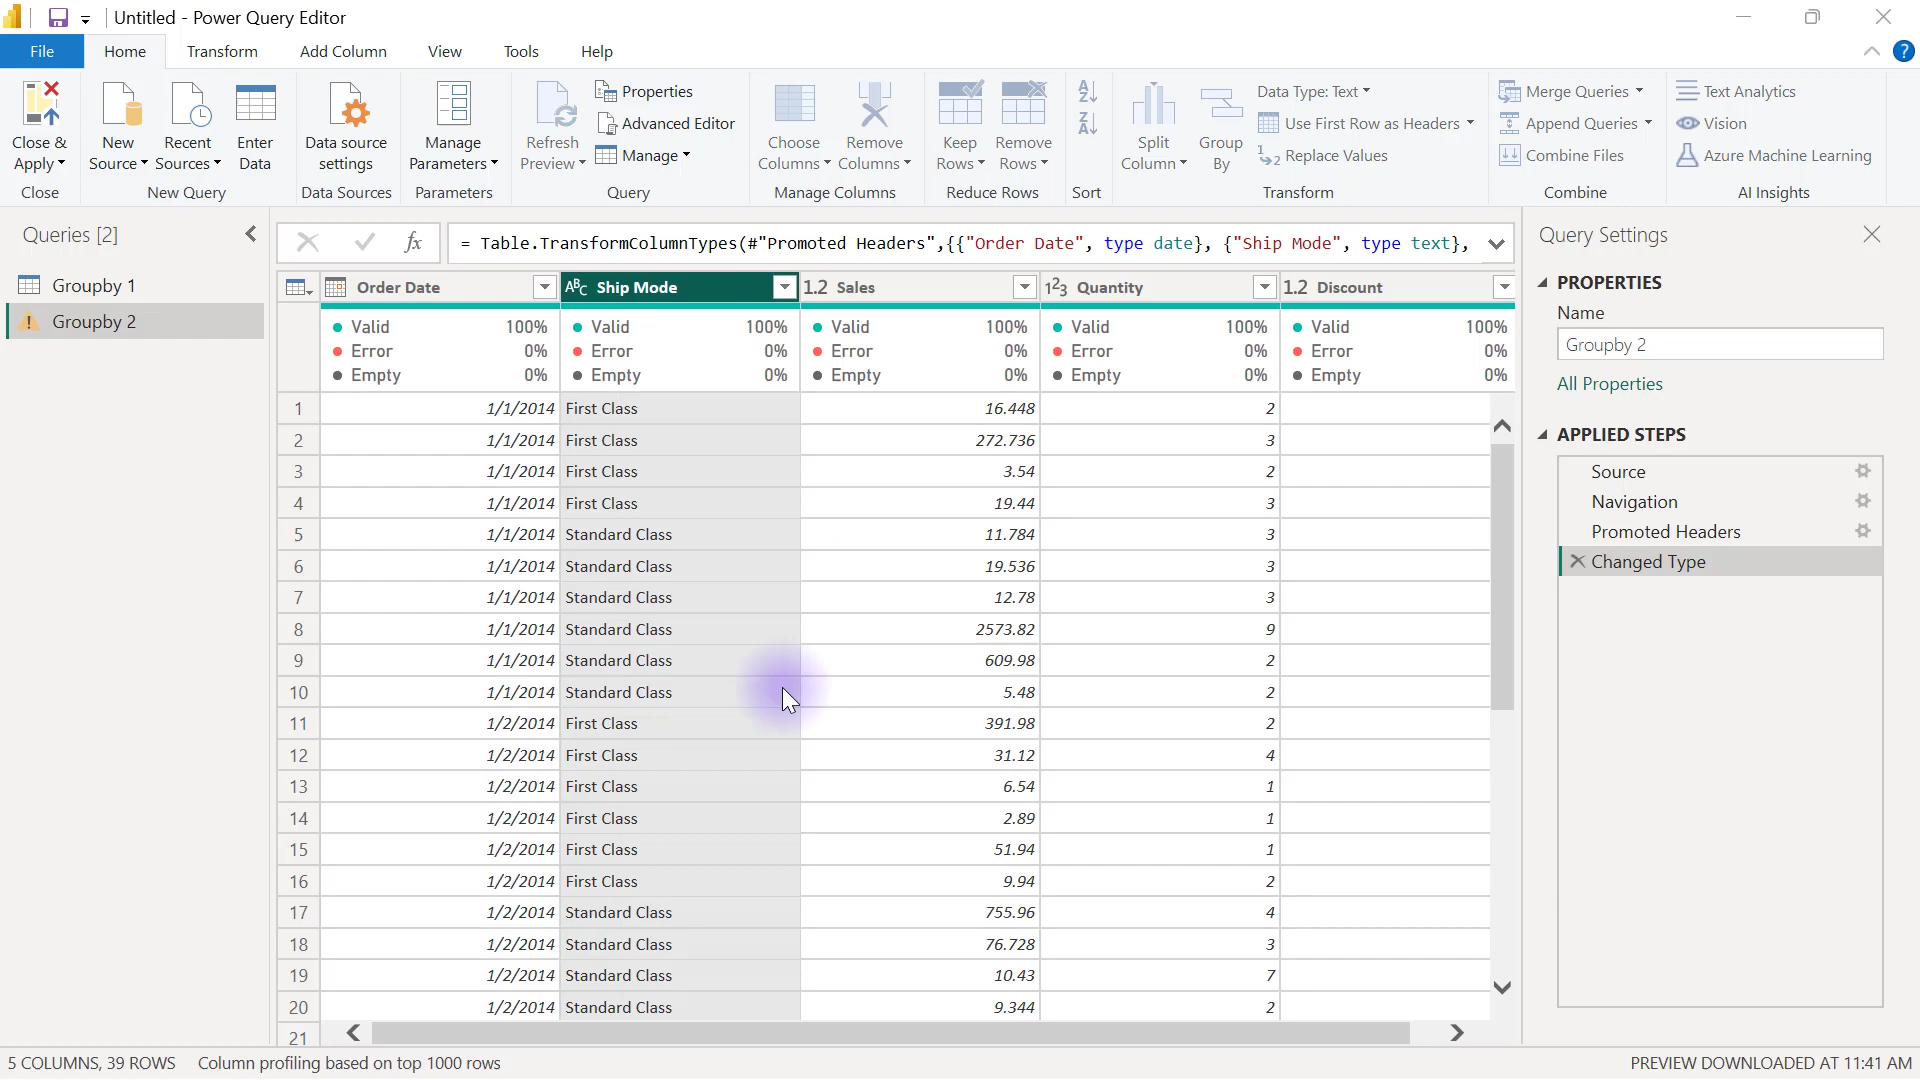 Untitled - Power Query Editor
File Home Transform Add Column View Tools Help
Close & Apply
Close
New Source
Recent Sources
Enter Data
New Query
Data source settings
Data Sources
Manage Parameters
Parameters
Refresh Preview
Properties
Advanced Editor
Manage
Query
Choose Columns
Remove Columns
Manage Columns
Keep Rows
Remove Rows
Reduce Rows
Sort
Split Column
Group By
Data Type: Text
Use First Row as Headers
Replace Values
Transform
Merge Queries
Append Queries
Combine Files
Combine
Text Analytics
Vision
Azure Machine Learning
AI Insights
Queries [2]
Groupby 1
Groupby 2
fx = Table.TransformColumnTypes(#"Promoted Headers",{{"Order Date", type date}, {"Ship Mode", type text},
Order Date ABC Ship Mode 1.2 Sales 123 Quantity 1.2 Discount
Valid 100% Valid 100% Valid 100% Valid 100% Valid 100%
Error 0% Error 0% Error 0% Error 0% Error 0%
Empty 0% Empty 0% Empty 0% Empty 0% Empty 0%
1 1/1/2014 First Class 16.448 2
2 1/1/2014 First Class 272.736 3
3 1/1/2014 First Class 3.54 2
4 1/1/2014 First Class 19.44 3
5 1/1/2014 Standard Class 11.784 3
6 1/1/2014 Standard Class 19.536 3
7 1/1/2014 Standard Class 12.78 3
8 1/1/2014 Standard Class 2573.82 9
9 1/1/2014 Standard Class 609.98 2
10 1/1/2014 Standard Class 5.48 2
11 1/2/2014 First Class 391.98 2
12 1/2/2014 First Class 31.12 4
13 1/2/2014 First Class 6.54 1
14 1/2/2014 First Class 2.89 1
15 1/2/2014 First Class 51.94 1
16 1/2/2014 First Class 9.94 2
17 1/2/2014 Standard Class 755.96 4
18 1/2/2014 Standard Class 76.728 3
19 1/2/2014 Standard Class 10.43 7
20 1/2/2014 Standard Class 9.344 2
21
Query Settings
PROPERTIES
Name
Groupby 2
All Properties
APPLIED STEPS
Source
Navigation
Promoted Headers
Changed Type
5 COLUMNS, 39 ROWS Column profiling based on top 1000 rows
PREVIEW DOWNLOADED AT 11:41 AM